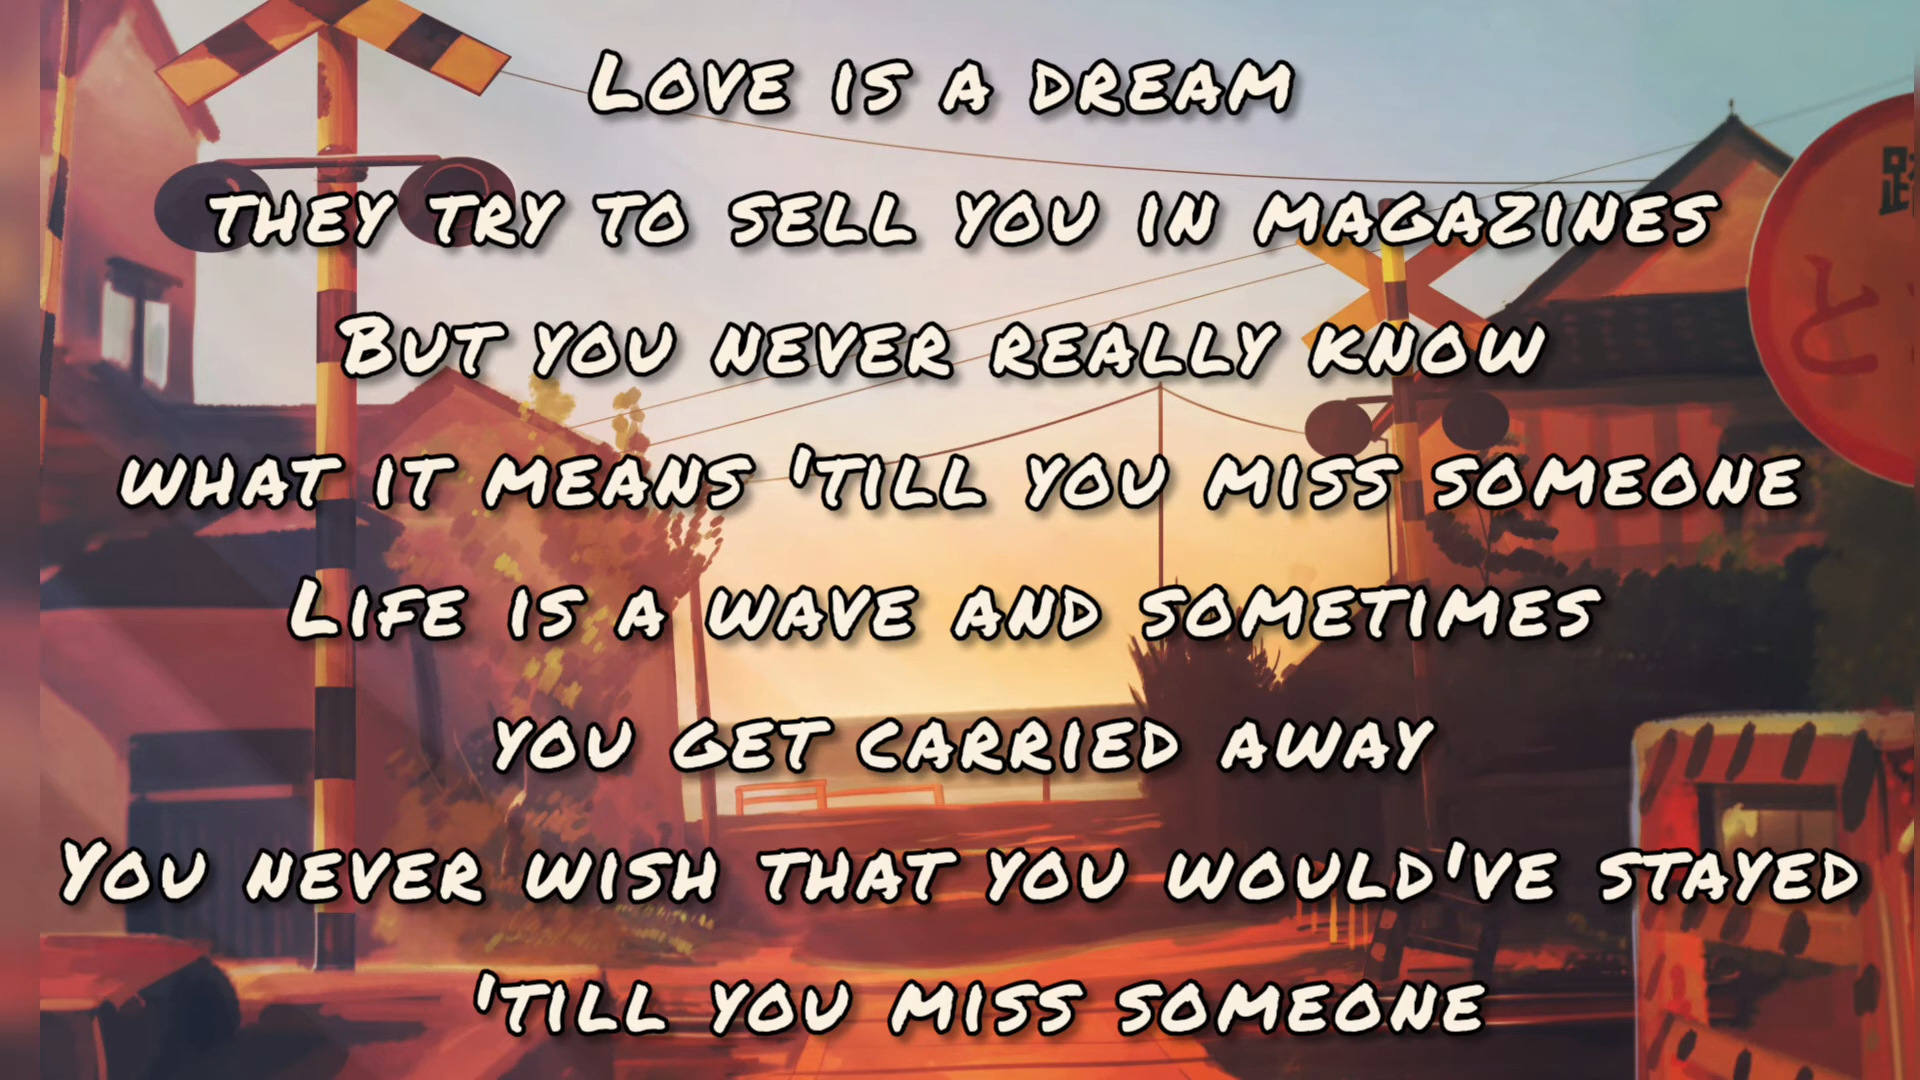 Love is a dream
they try to sell you in magazines
But you never really know
what it means 'till you miss someone
Life is a wave and sometimes
you get carried away
You never wish that you would've stayed
'till you miss someone
と